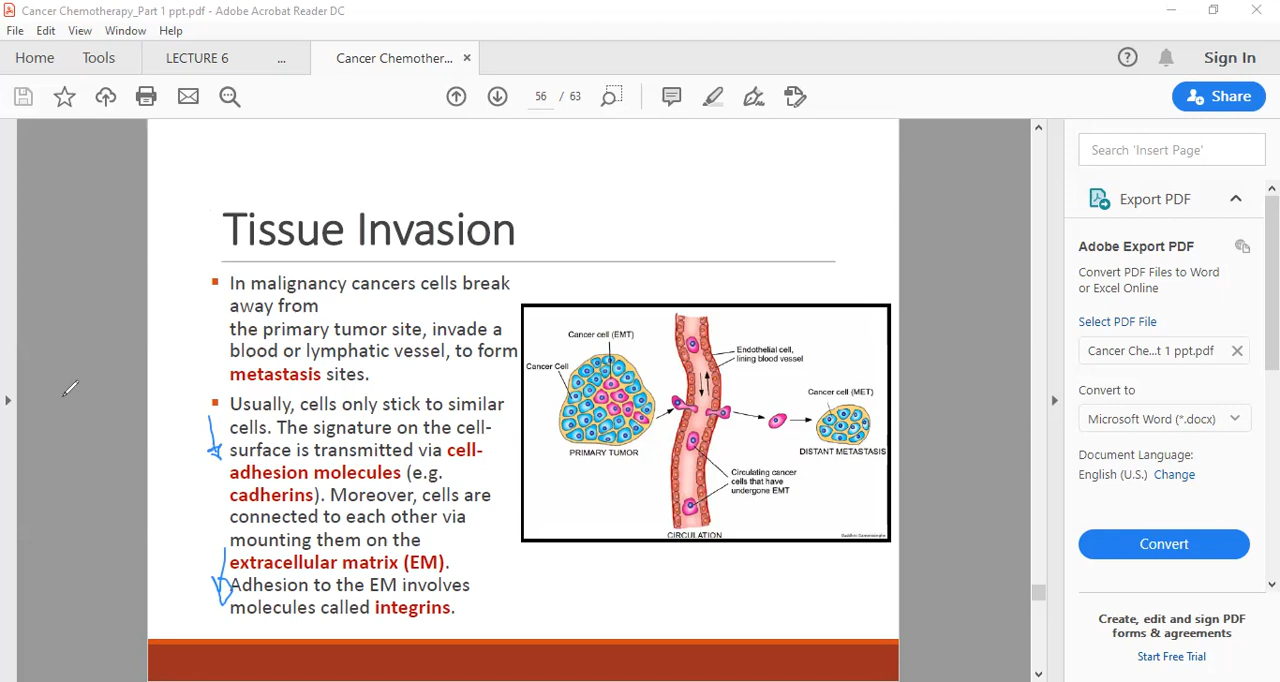 Cancer Chemotherapy_Part 1 ppt.pdf - Adobe Acrobat Reader DC
File Edit View Window Help
Home Tools LECTURE 6 ... Cancer Chemother... ×
Sign In
56 / 63
Share
Tissue Invasion
In malignancy cancers cells break
away from
the primary tumor site, invade a
blood or lymphatic vessel, to form
metastasis sites.
Usually, cells only stick to similar
cells. The signature on the cell-
surface is transmitted via cell-
adhesion molecules (e.g.
cadherins). Moreover, cells are
connected to each other via
mounting them on the
extracellular matrix (EM).
Adhesion to the EM involves
molecules called integrins.
Cancer cell (EMT)
Cancer Cell
PRIMARY TUMOR
Endothelial cell,
lining blood vessel
Circulating cancer
cells that have
undergone EMT
CIRCULATION
Cancer cell (MET)
DISTANT METASTASIS
Search 'Insert Page'
Export PDF
Adobe Export PDF
Convert PDF Files to Word
or Excel Online
Select PDF File
Cancer Che...t 1 ppt.pdf
Convert to
Microsoft Word (*.docx)
Document Language:
English (U.S.) Change
Convert
Create, edit and sign PDF
forms & agreements
Start Free Trial